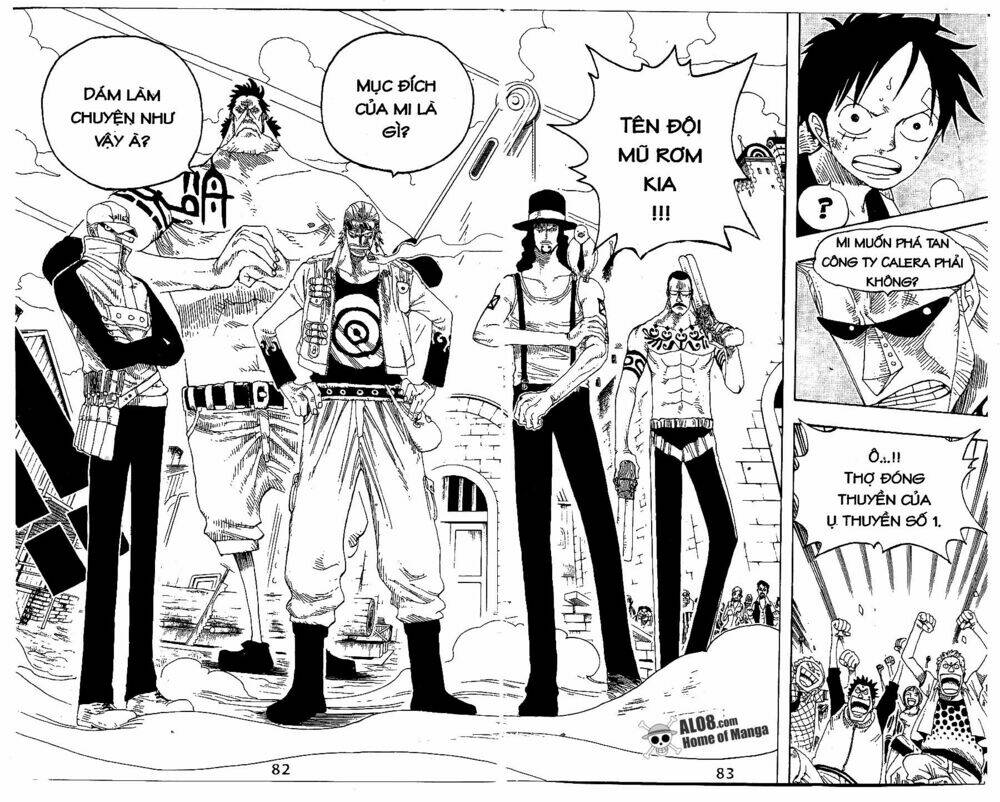 DÁM LÀM
CHUYỆN NHƯ
VẬY À?
MỤC ĐÍCH
CỦA MI LÀ
GÌ?
TÊN ĐỘI
MŨ RƠM
KIA
!!!
?
MI MUỐN PHÁ TAN
CÔNG TY CALERA PHẢI
KHÔNG?
Ô...!!
THỢ ĐÓNG
THUYỀN CỦA
Ụ THUYỀN SỐ 1.
ALO8.com
Home of Manga
82
83